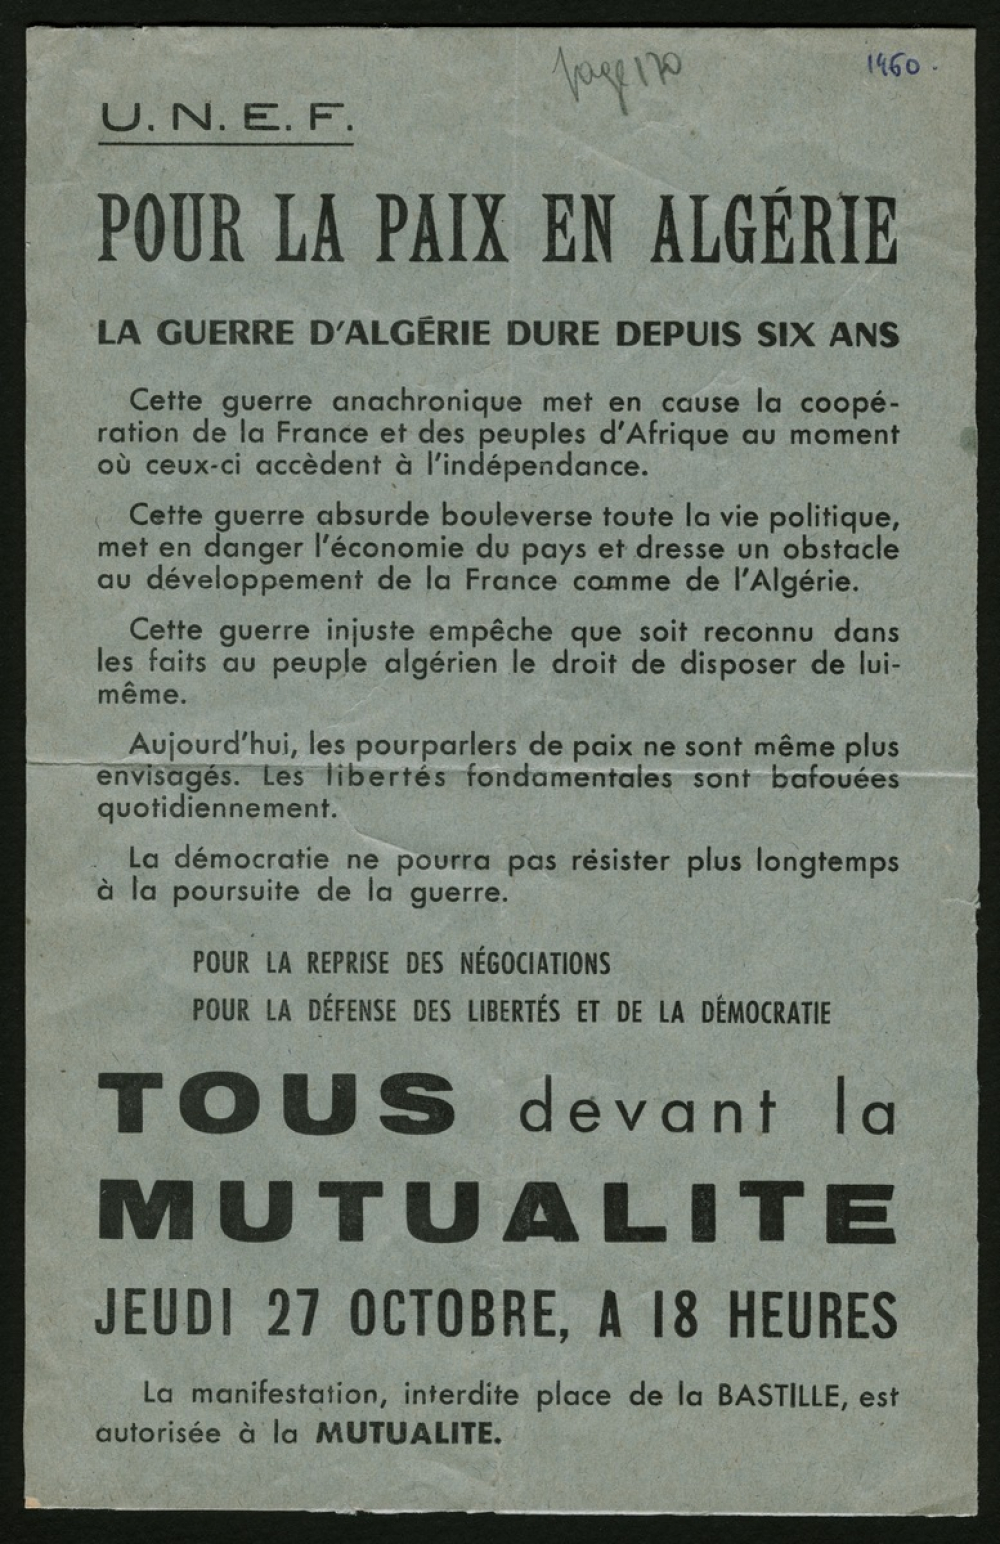 page 170
1960.
U.N.E.F.
POUR LA PAIX EN ALGÉRIE
LA GUERRE D'ALGÉRIE DURE DEPUIS SIX ANS
Cette guerre anachronique met en cause la coopé-
ration de la France et des peuples d'Afrique au moment
où ceux-ci accèdent à l'indépendance.
Cette guerre absurde bouleverse toute la vie politique,
met en danger l'économie du pays et dresse un obstacle
au développement de la France comme de l'Algérie.
Cette guerre injuste empêche que soit reconnu dans
les faits au peuple algérien le droit de disposer de lui-
même.
Aujourd'hui, les pourparlers de paix ne sont même plus
envisagés. Les libertés fondamentales sont bafouées
quotidiennement.
La démocratie ne pourra pas résister plus longtemps
à la poursuite de la guerre.
POUR LA REPRISE DES NÉGOCIATIONS
POUR LA DÉFENSE DES LIBERTÉS ET DE LA DÉMOCRATIE
TOUS devant la
MUTUALITE
JEUDI 27 OCTOBRE, A 18 HEURES
La manifestation, interdite place de la BASTILLE, est
autorisée à la MUTUALITE.